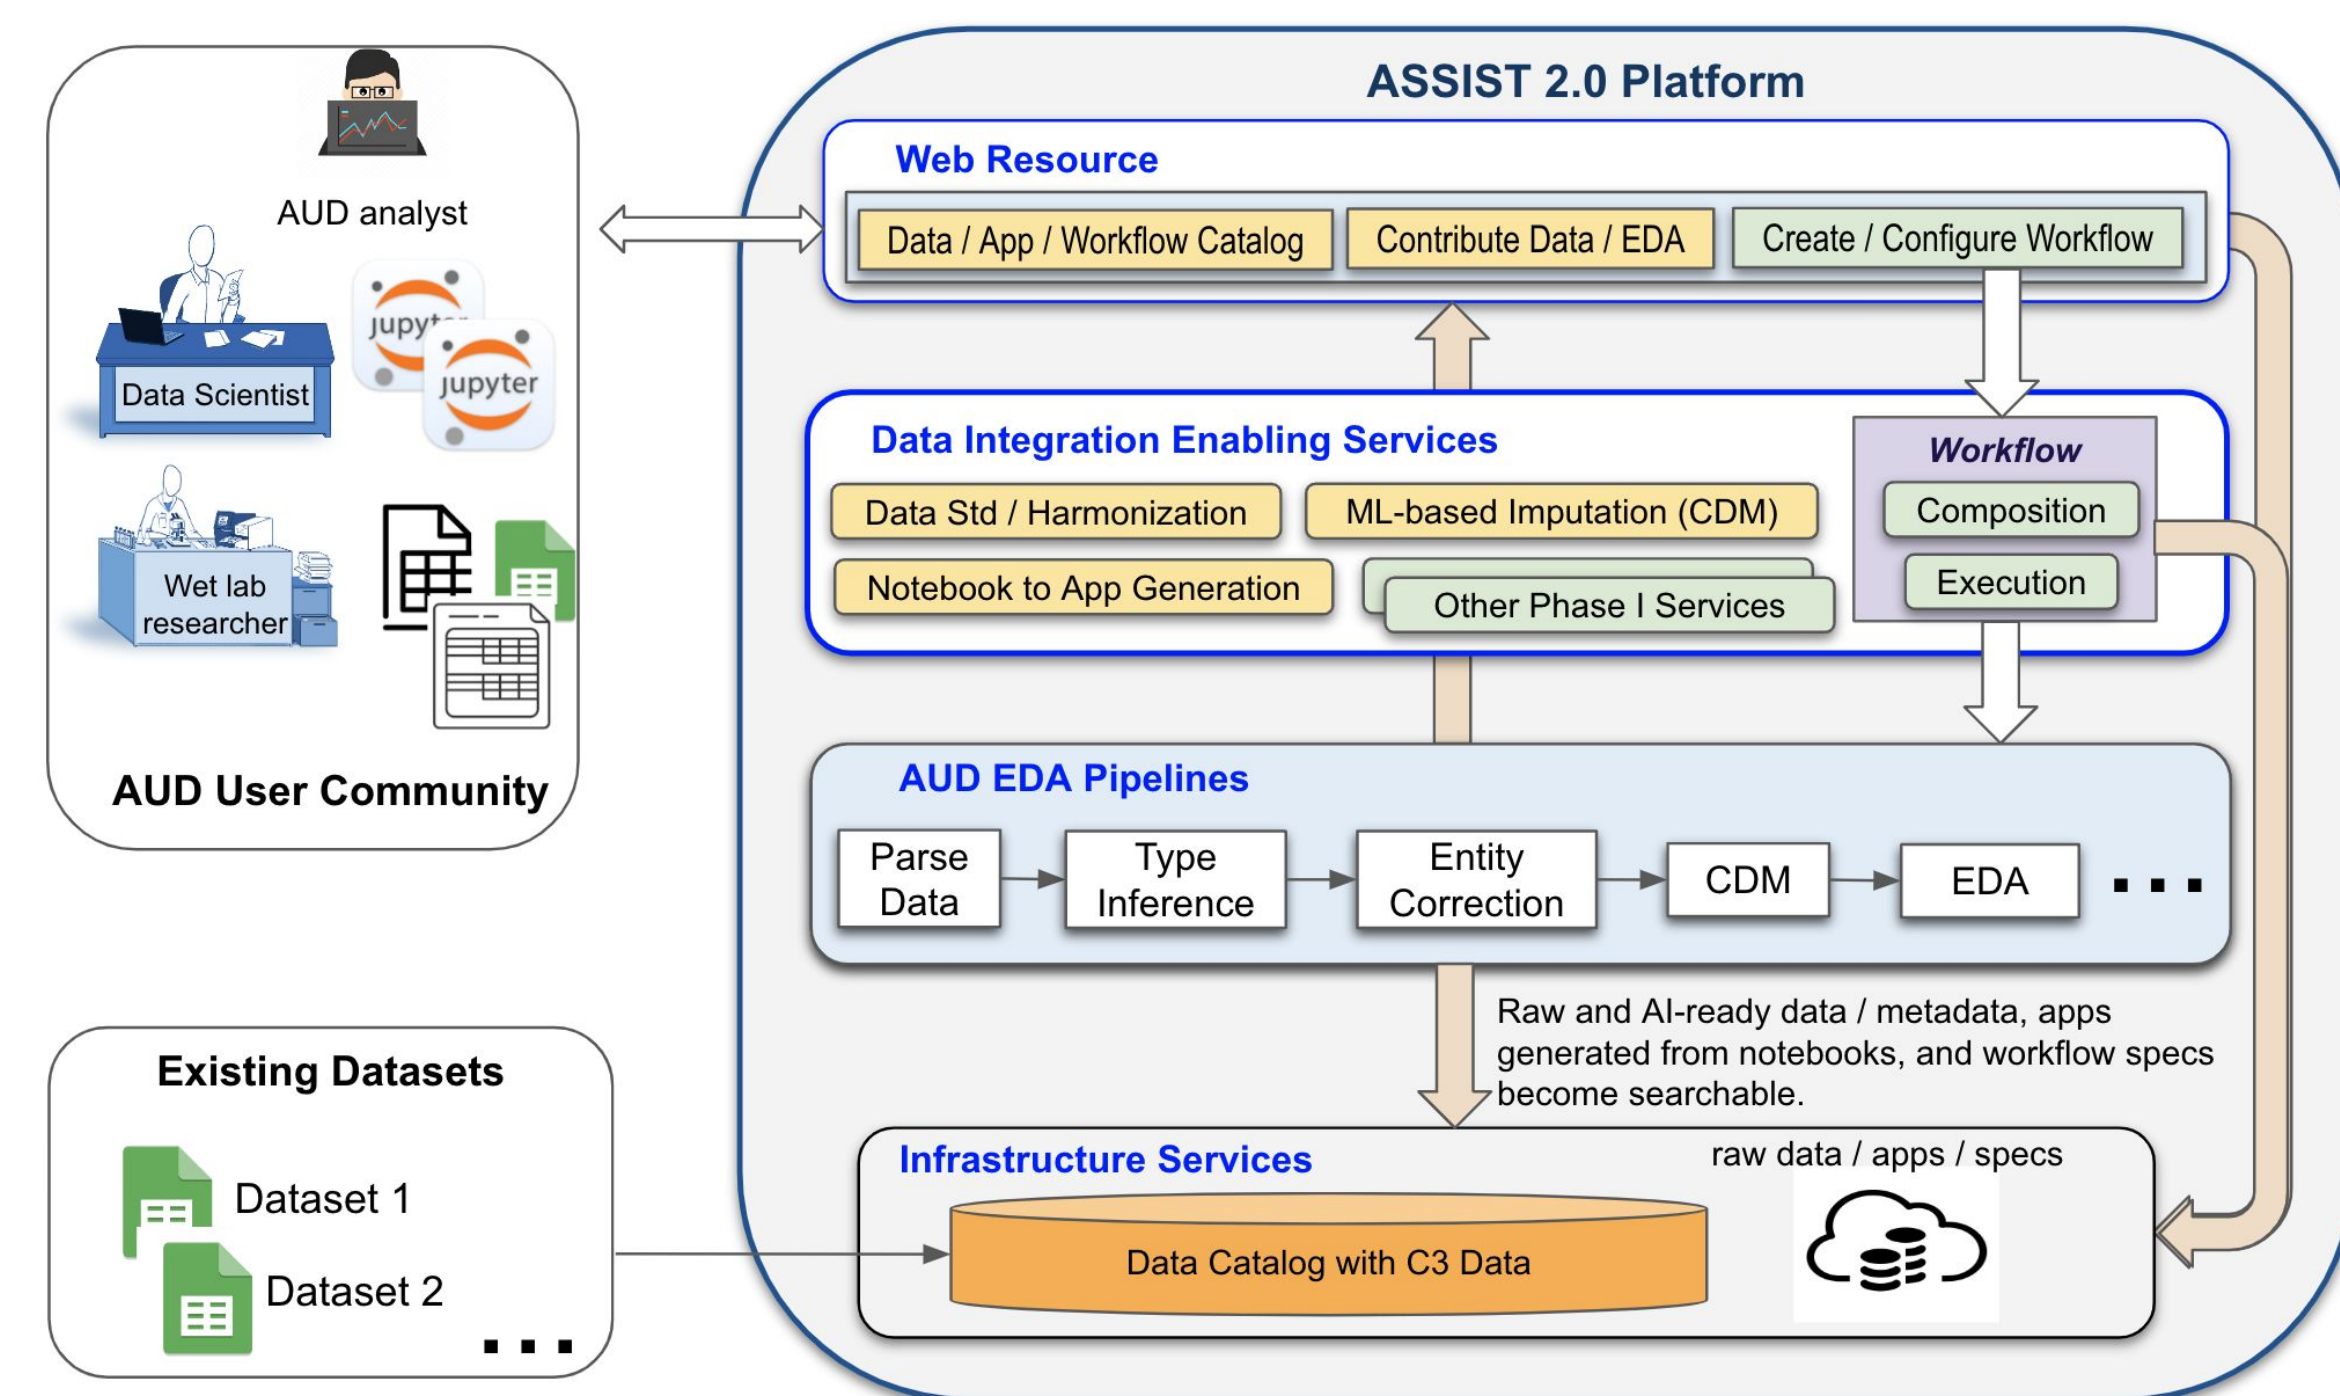 AUD analyst
jupyter
jupyter
Data Scientist
Wet lab
researcher
AUD User Community
Existing Datasets
Dataset 1
Dataset 2
...
ASSIST 2.0 Platform
Web Resource
Data / App / Workflow Catalog
Contribute Data / EDA
Create / Configure Workflow
Data Integration Enabling Services
Data Std / Harmonization
ML-based Imputation (CDM)
Notebook to App Generation
Other Phase I Services
Workflow
Composition
Execution
AUD EDA Pipelines
Parse
Data
Type
Inference
Entity
Correction
CDM
EDA
...
Raw and AI-ready data / metadata, apps
generated from notebooks, and workflow specs
become searchable.
Infrastructure Services
raw data / apps / specs
Data Catalog with C3 Data